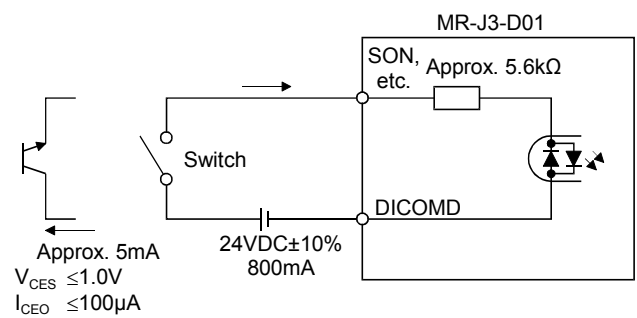 MR-J3-D01
SON,
etc.
Approx. 5.6kΩ
Switch
DICOMD
24VDC±10%
800mA
Approx. 5mA
VCES ≤1.0V
ICEO ≤100μA